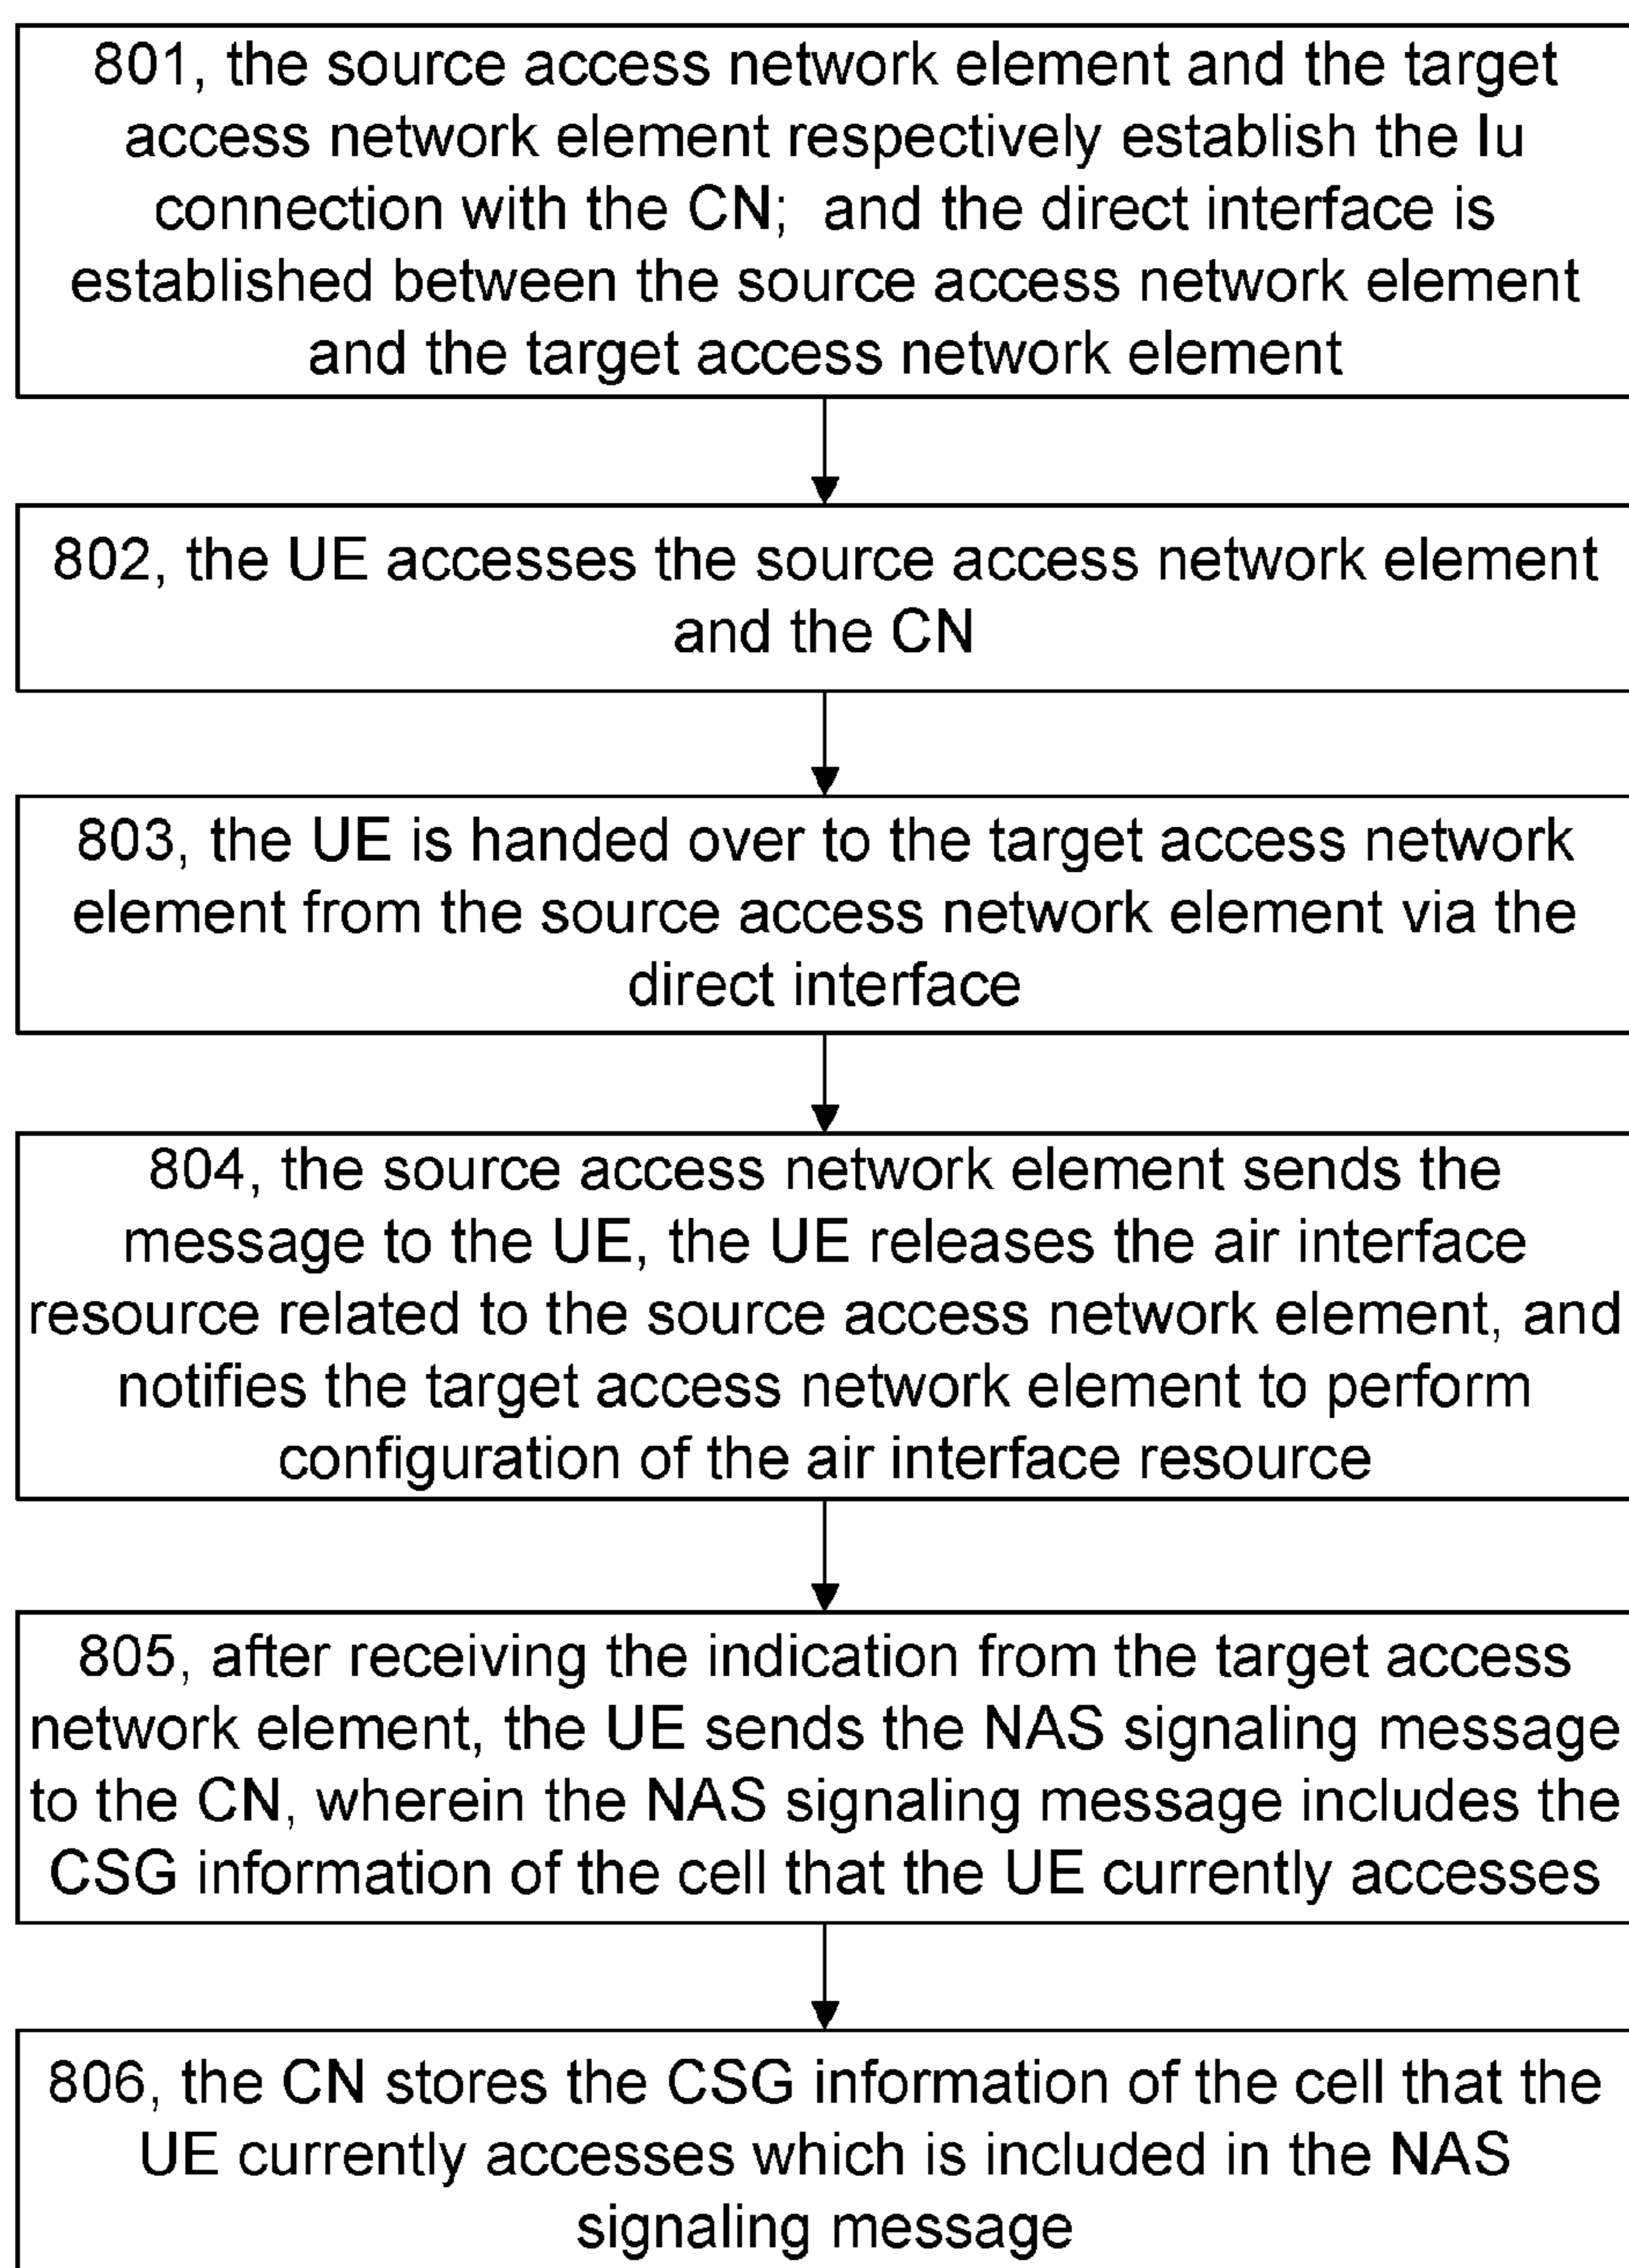 801, the source access network element and the target
access network element respectively establish the Iu
connection with the CN; and the direct interface is
established between the source access network element
and the target access network element
802, the UE accesses the source access network element
and the CN
803, the UE is handed over to the target access network
element from the source access network element via the
direct interface
804, the source access network element sends the
message to the UE, the UE releases the air interface
resource related to the source access network element, and
notifies the target access network element to perform
configuration of the air interface resource
805, after receiving the indication from the target access
network element, the UE sends the NAS signaling message
to the CN, wherein the NAS signaling message includes the
CSG information of the cell that the UE currently accesses
806, the CN stores the CSG information of the cell that the
UE currently accesses which is included in the NAS
signaling message